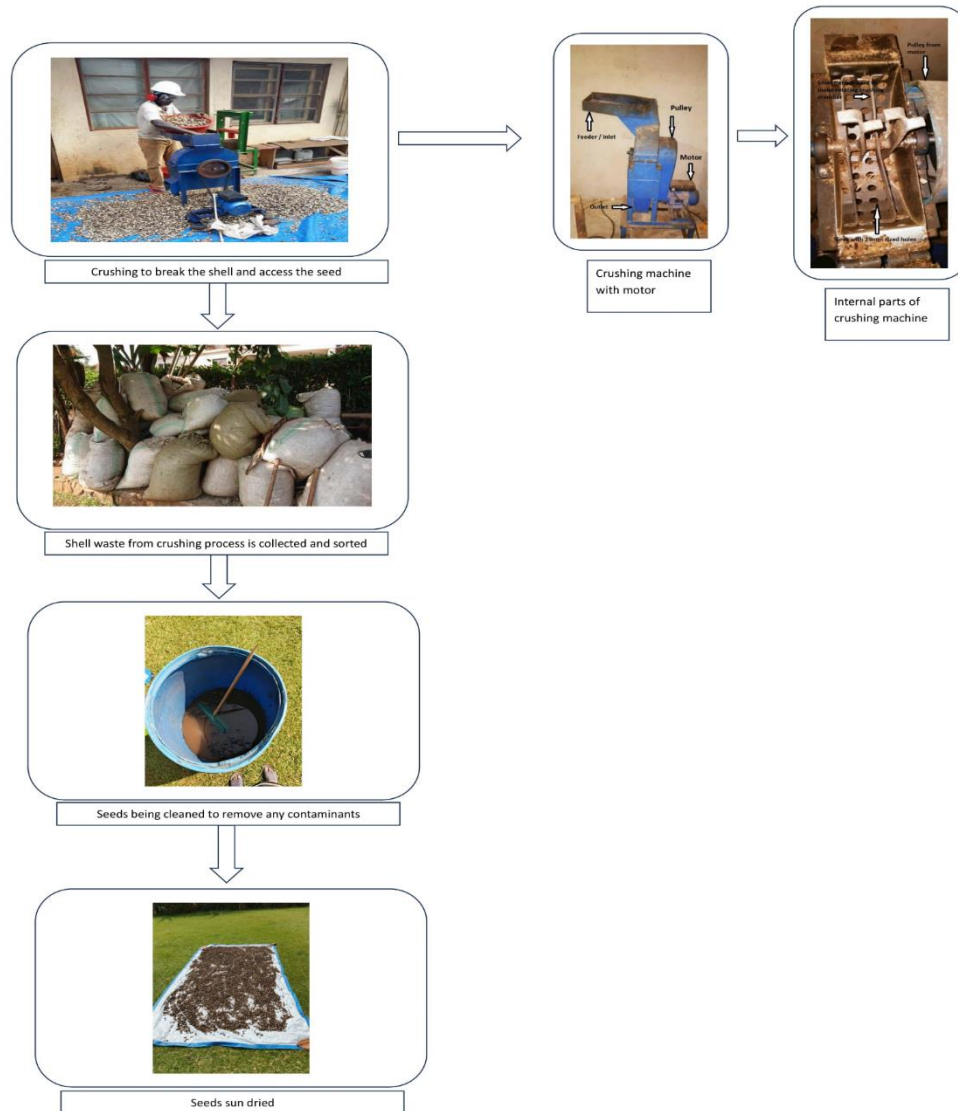 Crushing to break the shell and access the seed
Feeder / Inlet
Pulley
Motor
Outlet
Crushing machine
with motor
Pulley from
motor
holes
Internal parts of
crushing machine
Shell waste from crushing process is collected and sorted
Seeds being cleaned to remove any contaminants
Seeds sun dried